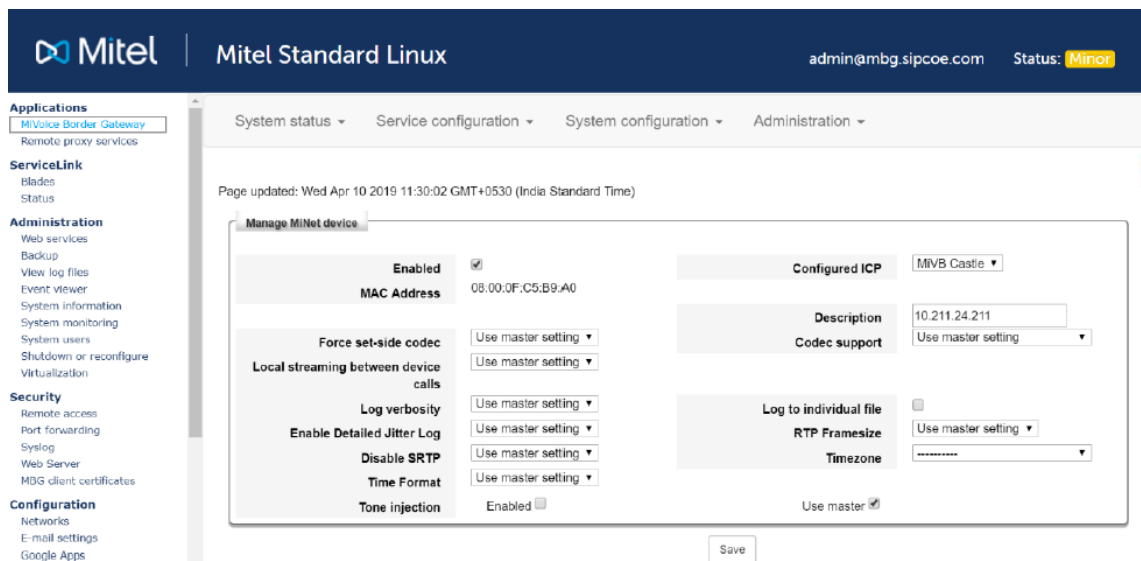 Mitel
Mitel Standard Linux
admin@mbg.sipcoe.com Status: Minor
Applications
MiVoice Border Gateway
Remote proxy services
ServiceLink
Blades
Status
Administration
Web services
Backup
View log files
Event viewer
System information
System monitoring
System users
Shutdown or reconfigure
Virtualization
Security
Remote access
Port forwarding
Syslog
Web Server
MBG client certificates
Configuration
Networks
E-mail settings
Google Apps
System status Service configuration System configuration Administration
Page updated: Wed Apr 10 2019 11:30:02 GMT+0530 (India Standard Time)
Manage MiNet device
Enabled
Configured ICP MiVB Castle
MAC Address 08:00:0F:C5:B9:A0
Description 10.211.24.211
Force set-side codec Use master setting
Codec support Use master setting
Local streaming between device calls Use master setting
Log verbosity Use master setting
Log to individual file
Enable Detailed Jitter Log Use master setting
RTP Framesize Use master setting
Disable SRTP Use master setting
Timezone ----------
Time Format Use master setting
Tone injection Enabled Use master
Save